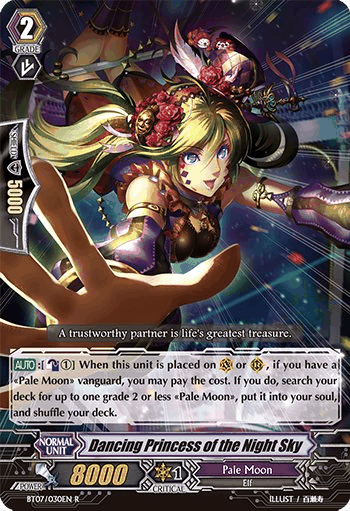 2
GRADE
5000
A trustworthy partner is life's greatest treasure.
AUTO :[ ①] When this unit is placed on or , if you have a
«Pale Moon» vanguard, you may pay the cost. If you do, search your
deck for up to one grade 2 or less «Pale Moon», put it into your soul,
and shuffle your deck.
NORMAL
UNIT
Dancing Princess of the Night Sky
POWER
8000
1
CRITICAL
Pale Moon
Elf
BT07/030EN R
ILLUST / 百瀬寿